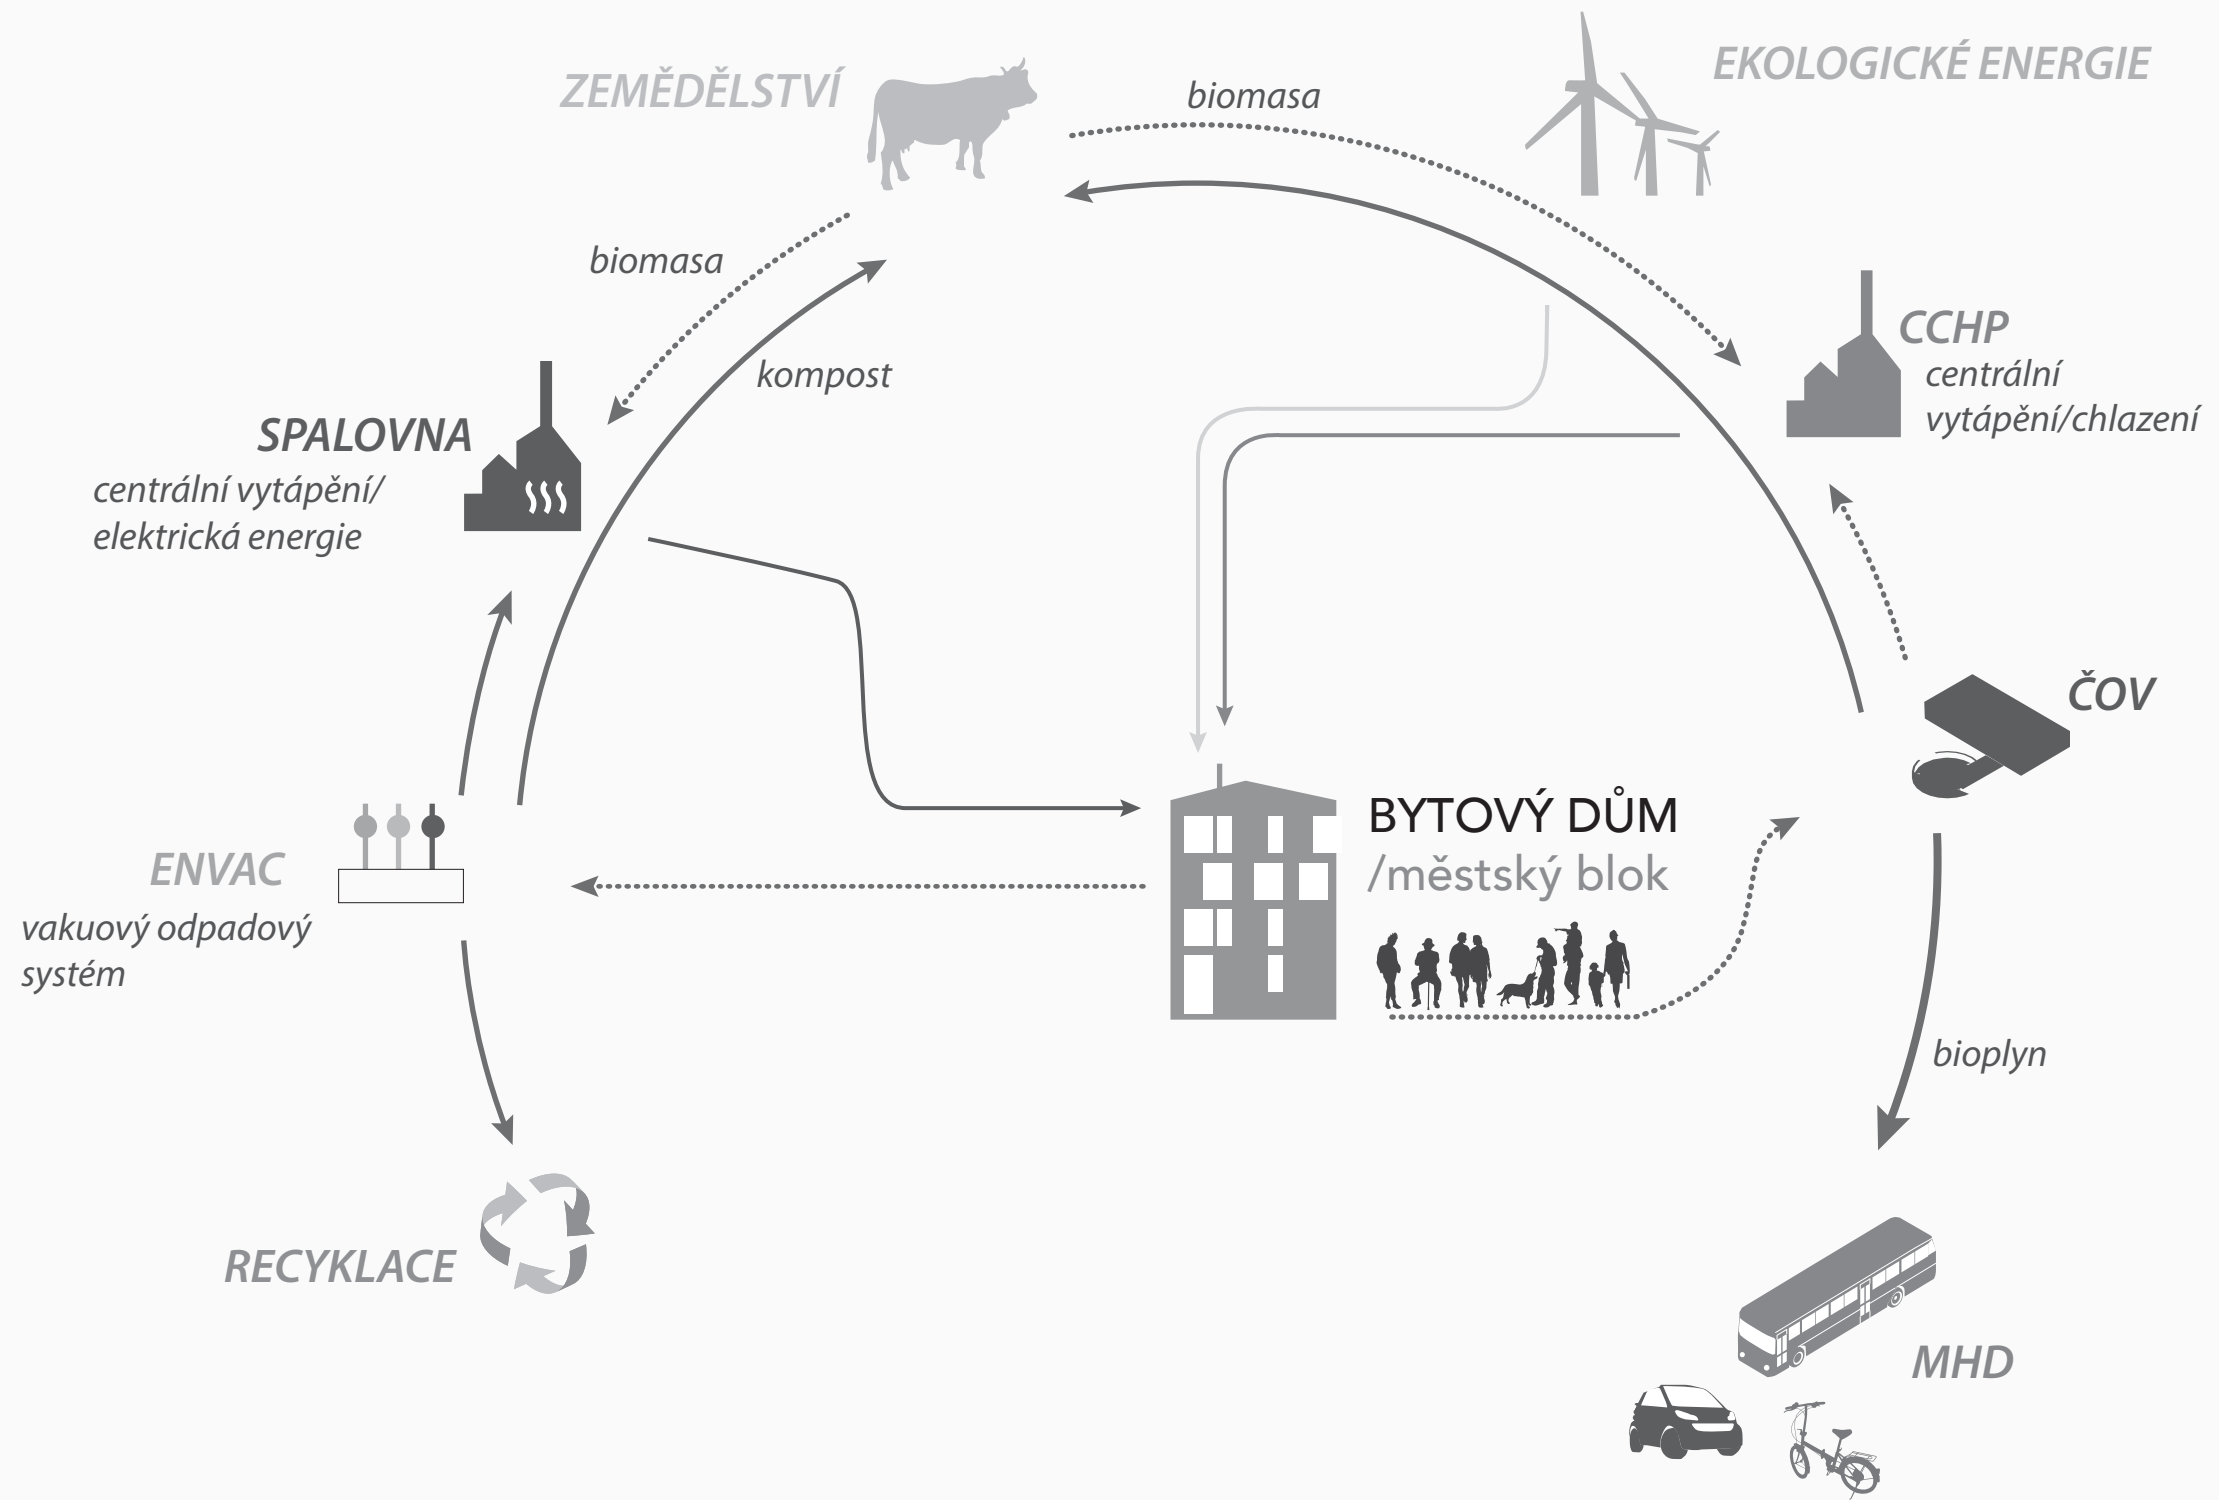 EKOLOGICKÉ ENERGIE
ZEMĚDĚLSTVÍ
biomasa
biomasa
CCHP
centrální
vytápění/chlazení
kompost
SPALOVNA
centrální vytápění/
elektrická energie
ČOV
BYTOVÝ DŮM
/městský blok
ENVAC
vakuový odpadový
systém
bioplyn
RECYKLACE
MHD